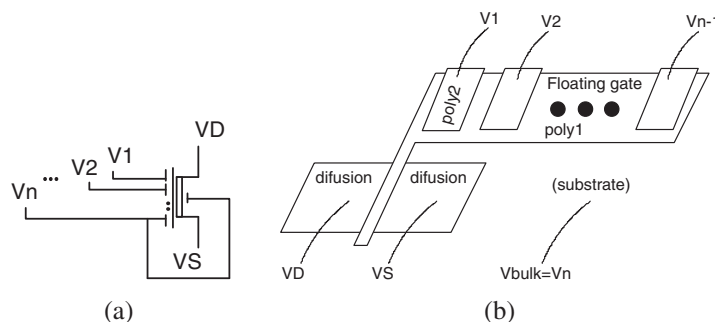 V1
V2
Vn
...
VD
VS
(a)
V1
V2
Vn-1
poly2
Floating gate
poly1
difusion
difusion
(substrate)
VD
VS
Vbulk=Vn
(b)